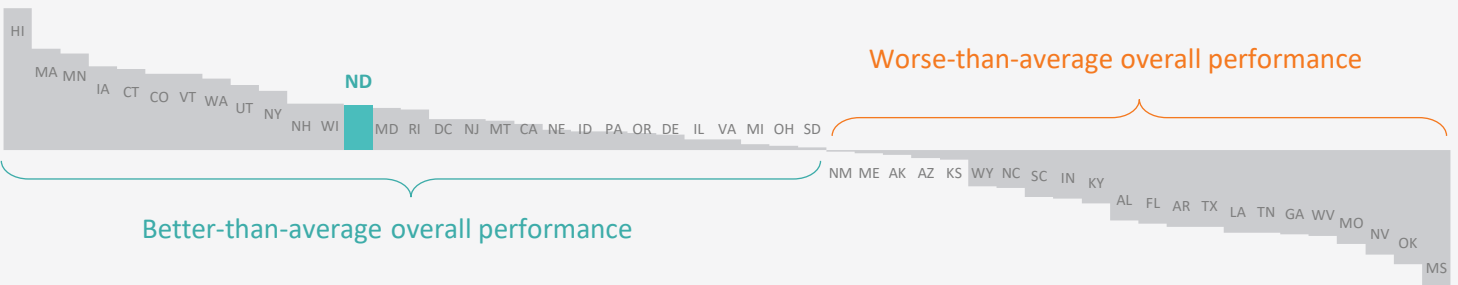 HI
MA MN IA CT CO VT WA UT NY NH WI ND MD RI DC NJ MT CA NE ID PA OR DE IL VA MI OH SD
Worse-than-average overall performance
NM ME AK AZ KS WY NC SC IN KY AL FL AR TX LA TN GA WV MO NV OK MS
Better-than-average overall performance